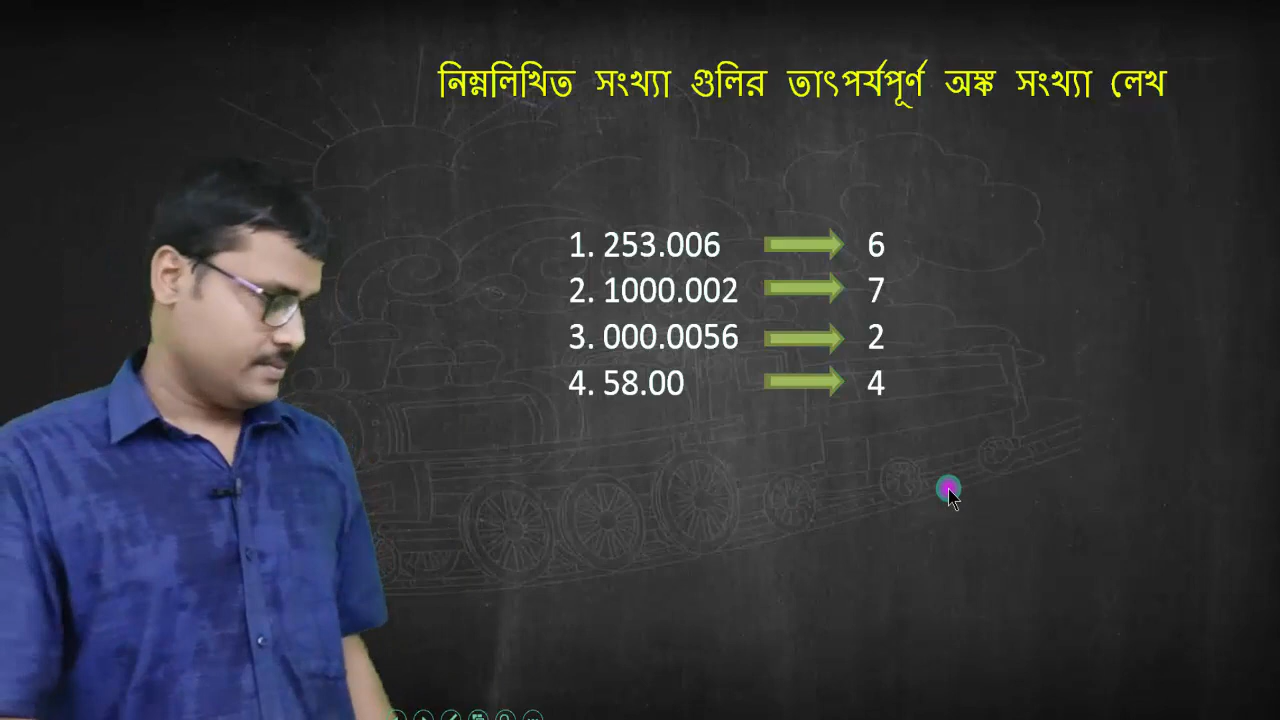 নিম্নলিখিত সংখ্যা গুলির তাৎপর্যপূর্ণ অঙ্ক সংখ্যা লেখ
1. 253.006 6
2. 1000.002 7
3. 000.0056 2
4. 58.00 4